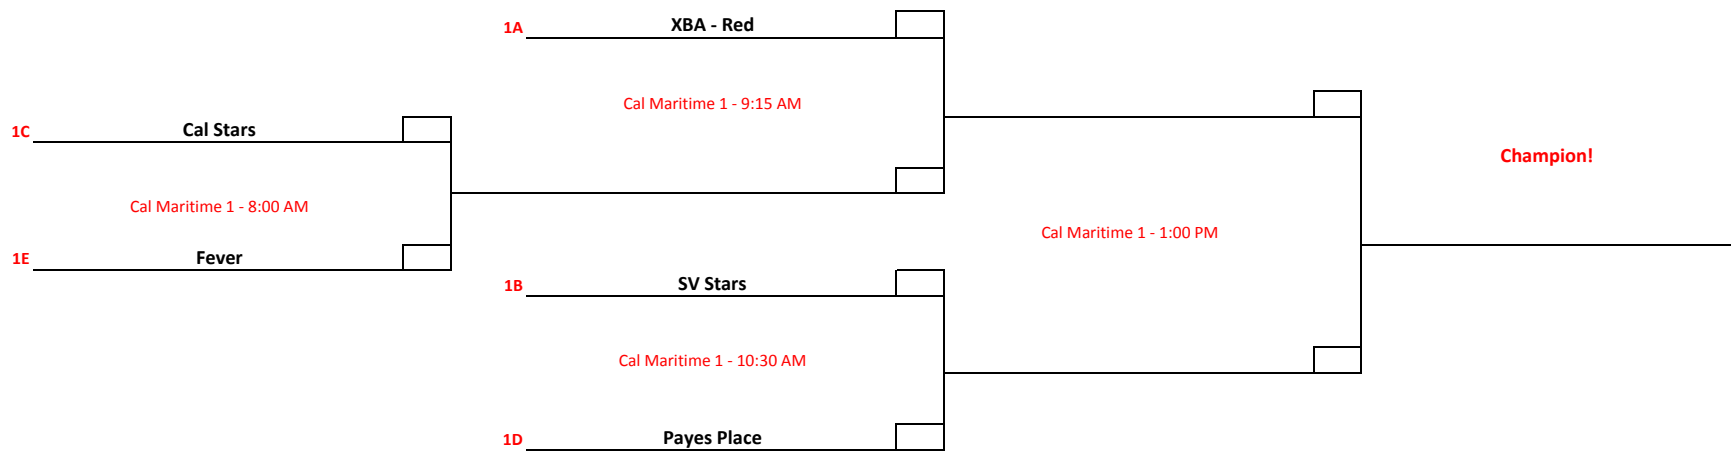 1A XBA - Red
Cal Maritime 1 - 9:15 AM
1C Cal Stars
Champion!
Cal Maritime 1 - 8:00 AM
Cal Maritime 1 - 1:00 PM
1E Fever
1B SV Stars
Cal Maritime 1 - 10:30 AM
1D Payes Place